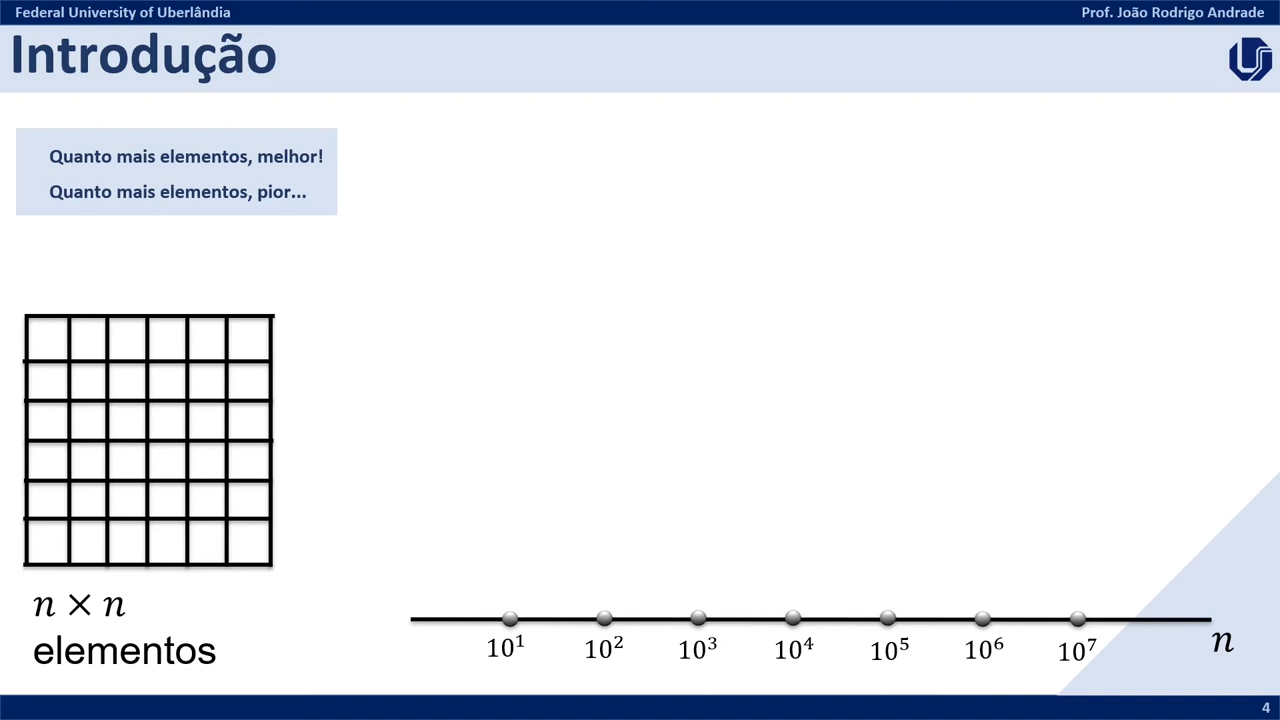 Federal University of Uberlândia
Prof. João Rodrigo Andrade
Introdução
Quanto mais elementos, melhor!
Quanto mais elementos, pior...
n × n
elementos
10¹ 10² 10³ 10⁴ 10⁵ 10⁶ 10⁷
n
4